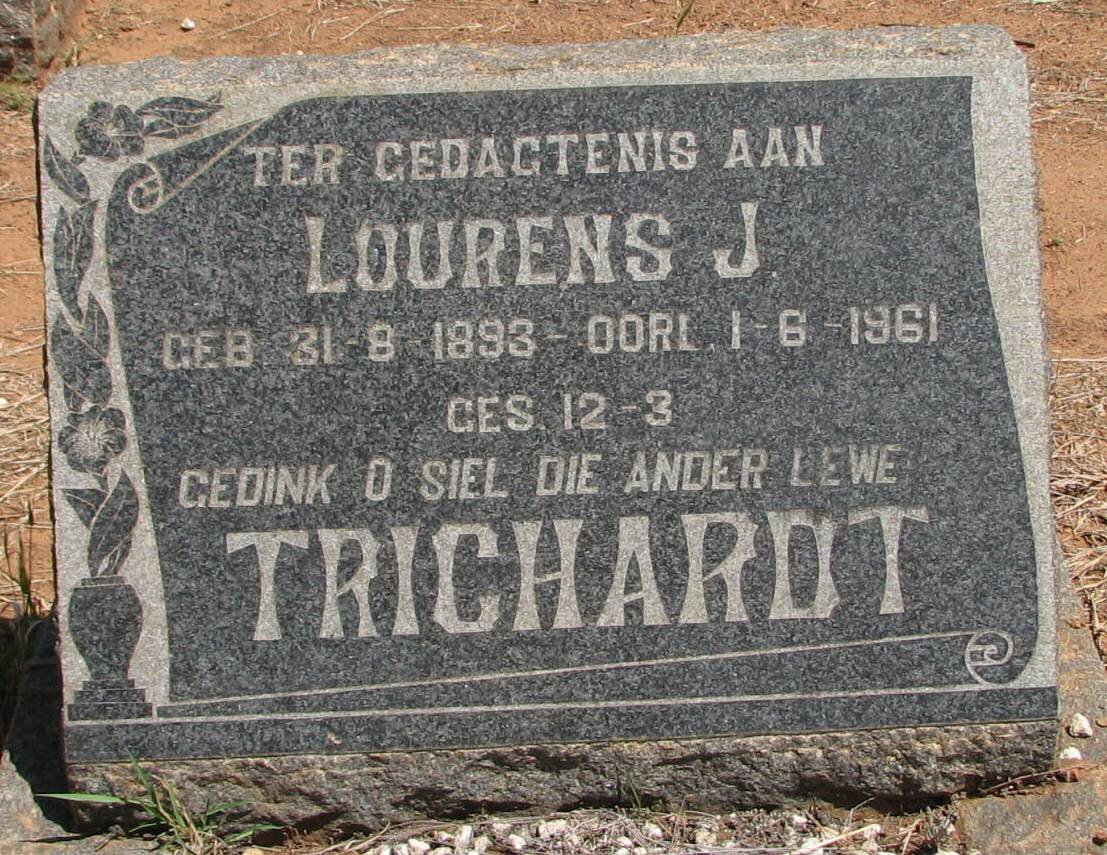 TER GEDAGTENIS AAN
LOURENS J
GEB 31-8-1893 - OORL. 1-6-1961
GES. 12-3
GEDINK O SIEL DIE ANDER LEWE
TRICHARDT